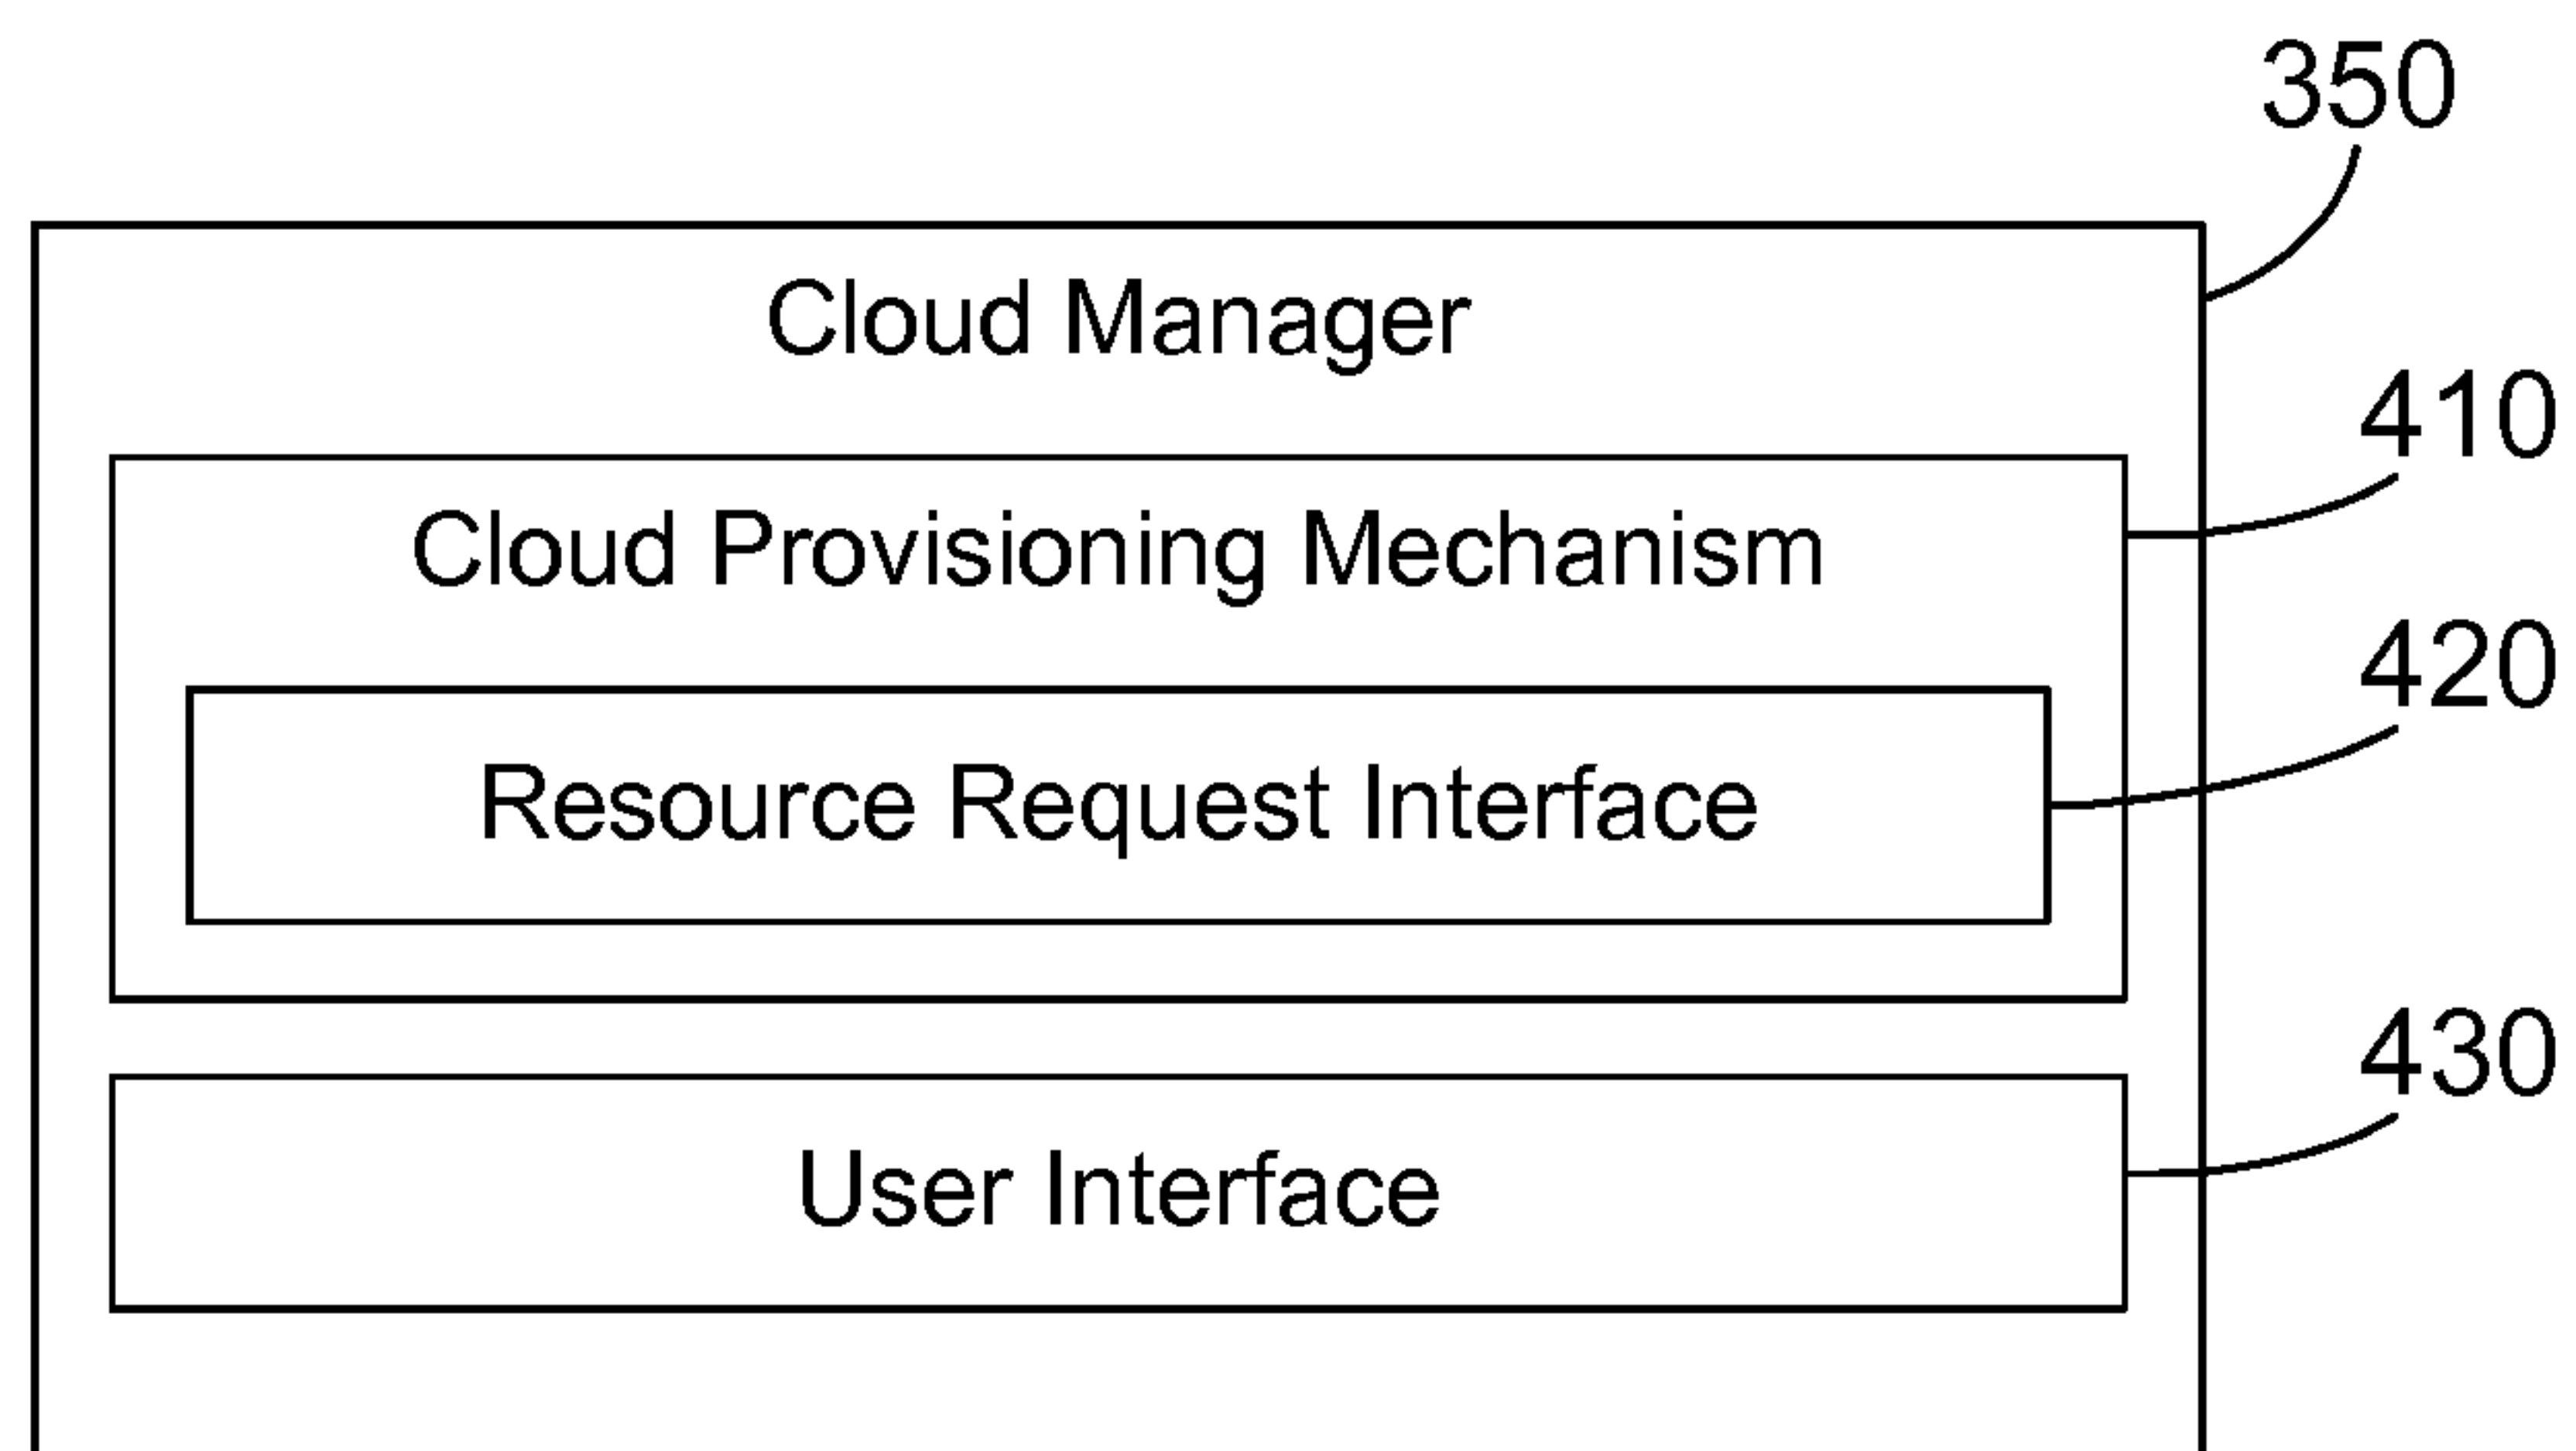 350
Cloud Manager
410
Cloud Provisioning Mechanism
420
Resource Request Interface
430
User Interface